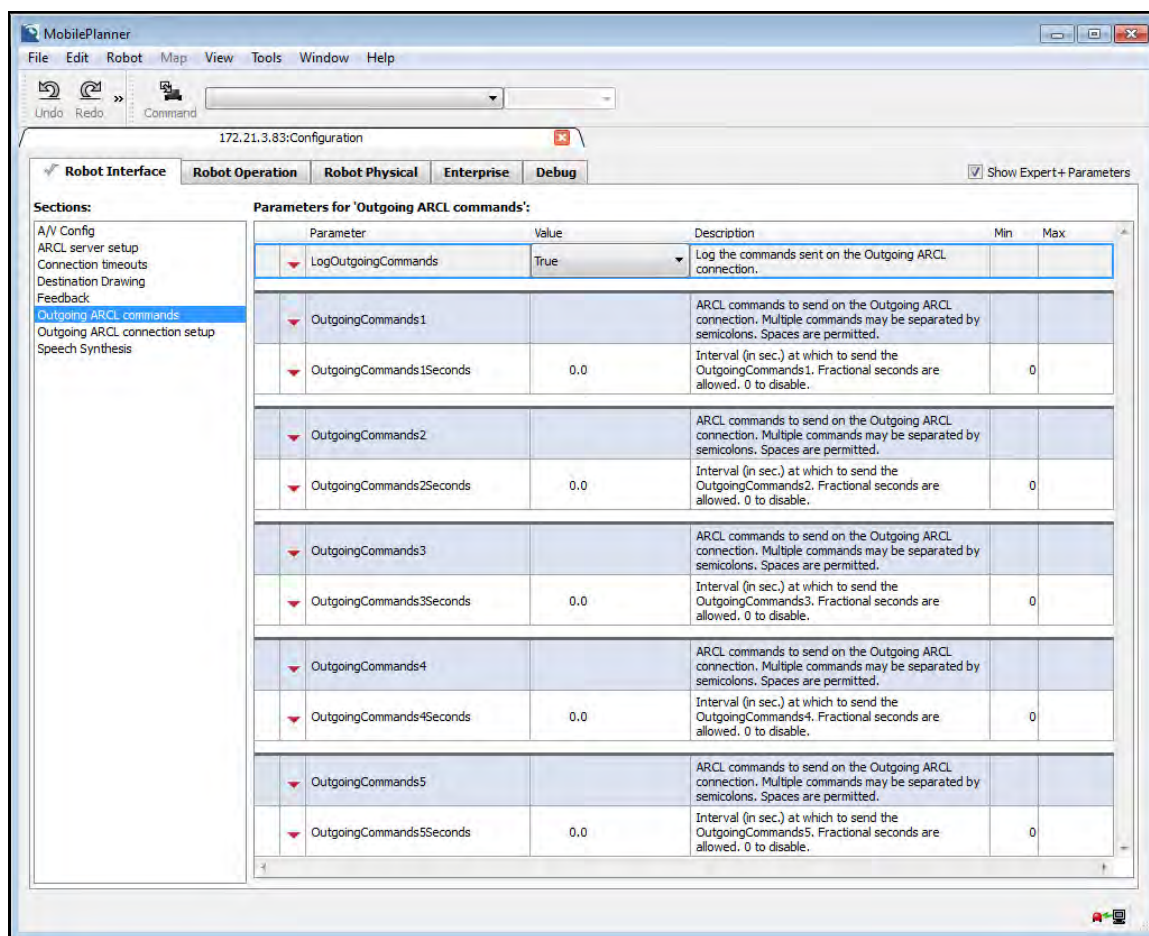 MobilePlanner
File Edit Robot Map View Tools Window Help
Undo Redo » Command
172.21.3.83:Configuration
Robot Interface Robot Operation Robot Physical Enterprise Debug Show Expert+ Parameters
Sections:
A/V Config
ARCL server setup
Connection timeouts
Destination Drawing
Feedback
Outgoing ARCL commands
Outgoing ARCL connection setup
Speech Synthesis
Parameters for 'Outgoing ARCL commands':
Parameter Value Description Min Max
LogOutgoingCommands True Log the commands sent on the Outgoing ARCL
connection.
OutgoingCommands1 ARCL commands to send on the Outgoing ARCL
connection. Multiple commands may be separated by
semicolons. Spaces are permitted.
OutgoingCommands1Seconds 0.0 Interval (in sec.) at which to send the
OutgoingCommands1. Fractional seconds are 0
allowed. 0 to disable.
OutgoingCommands2 ARCL commands to send on the Outgoing ARCL
connection. Multiple commands may be separated by
semicolons. Spaces are permitted.
OutgoingCommands2Seconds 0.0 Interval (in sec.) at which to send the
OutgoingCommands2. Fractional seconds are 0
allowed. 0 to disable.
OutgoingCommands3 ARCL commands to send on the Outgoing ARCL
connection. Multiple commands may be separated by
semicolons. Spaces are permitted.
OutgoingCommands3Seconds 0.0 Interval (in sec.) at which to send the
OutgoingCommands3. Fractional seconds are 0
allowed. 0 to disable.
OutgoingCommands4 ARCL commands to send on the Outgoing ARCL
connection. Multiple commands may be separated by
semicolons. Spaces are permitted.
OutgoingCommands4Seconds 0.0 Interval (in sec.) at which to send the
OutgoingCommands4. Fractional seconds are 0
allowed. 0 to disable.
OutgoingCommands5 ARCL commands to send on the Outgoing ARCL
connection. Multiple commands may be separated by
semicolons. Spaces are permitted.
OutgoingCommands5Seconds 0.0 Interval (in sec.) at which to send the
OutgoingCommands5. Fractional seconds are 0
allowed. 0 to disable.